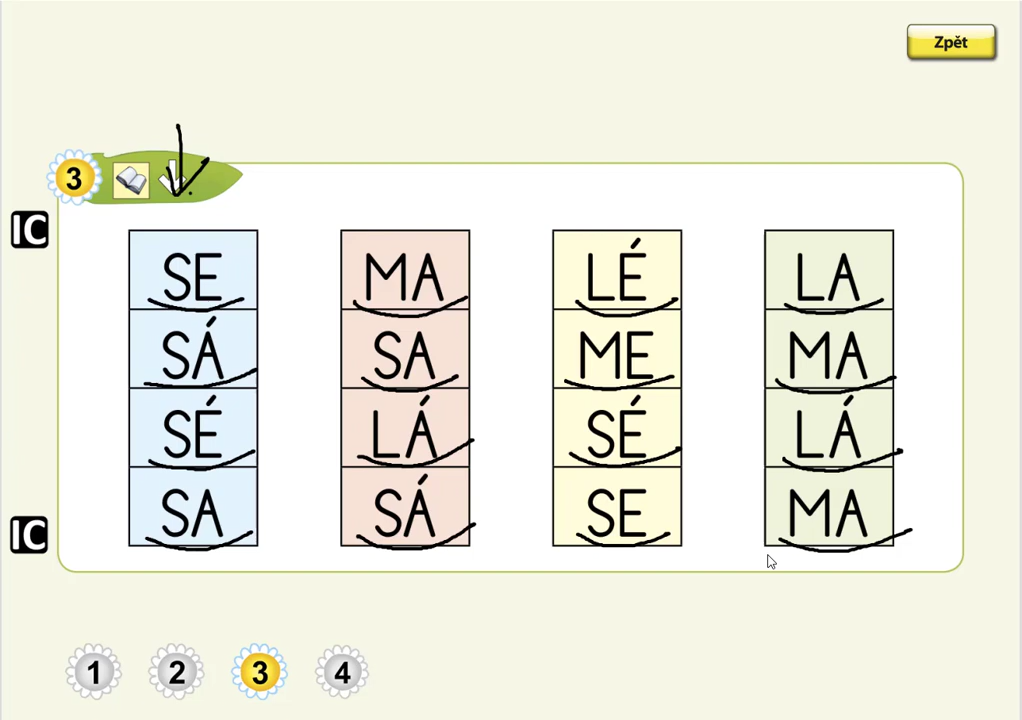 Zpět
3
IC
SE MA LÉ LA
SÁ SA ME MA
SÉ LÁ SÉ LÁ
SA SÁ SE MA
IC
1 2 3 4